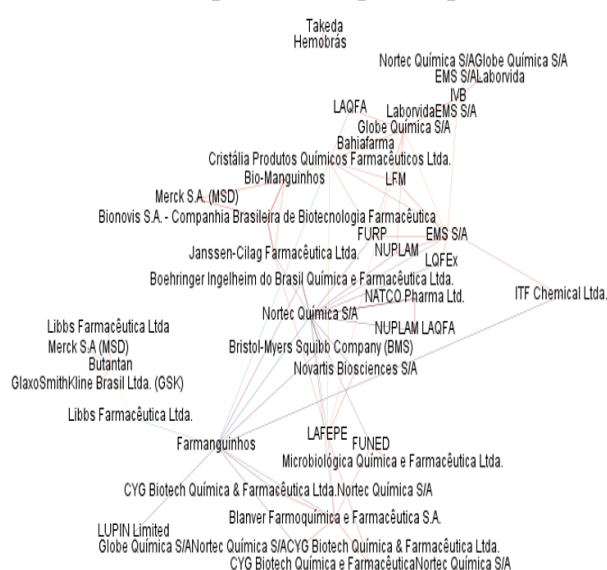 Takeda
Hemobrás
Nortec Química S/AGlobe Química S/A
EMS S/ALaborvida
IVB
LAQFA
LaborvidaEMS S/A
Globe Química S/A
Bahiafarma
Cristália Produtos Químicos Farmacêuticos Ltda.
Bio-Manguinhos
LFM
Merck S.A. (MSD)
Bionovis S.A. - Companhia Brasileira de Biotecnologia Farmacêutica
FURP
EMS S/A
Janssen-Cilag Farmacêutica Ltda.
NUPLAM
LQFEx
Boehringer Ingelheim do Brasil Química e Farmacêutica Ltda.
NATCO Pharma Ltd.
ITF Chemical Ltda.
Nortec Química S/A
Libbs Farmacêutica Ltda
NUPLAM LAQFA
Merck S.A (MSD)
Bristol-Myers Squibb Company (BMS)
Butantan
Novartis Biosciences S/A
GlaxoSmithKline Brasil Ltda. (GSK)
Libbs Farmacêutica Ltda.
LAFEPE
Farmanguinhos
FUNED
Microbiológica Química e Farmacêutica Ltda.
CYG Biotech Química & Farmacêutica Ltda.Nortec Química S/A
Blanver Farmoquímica e Farmacêutica S.A.
LUPIN Limited
Globe Química S/ANortec Química S/ACYG Biotech Química & Farmacêutica Ltda.
CYG Biotech Química e FarmacêuticaNortec Química S/A